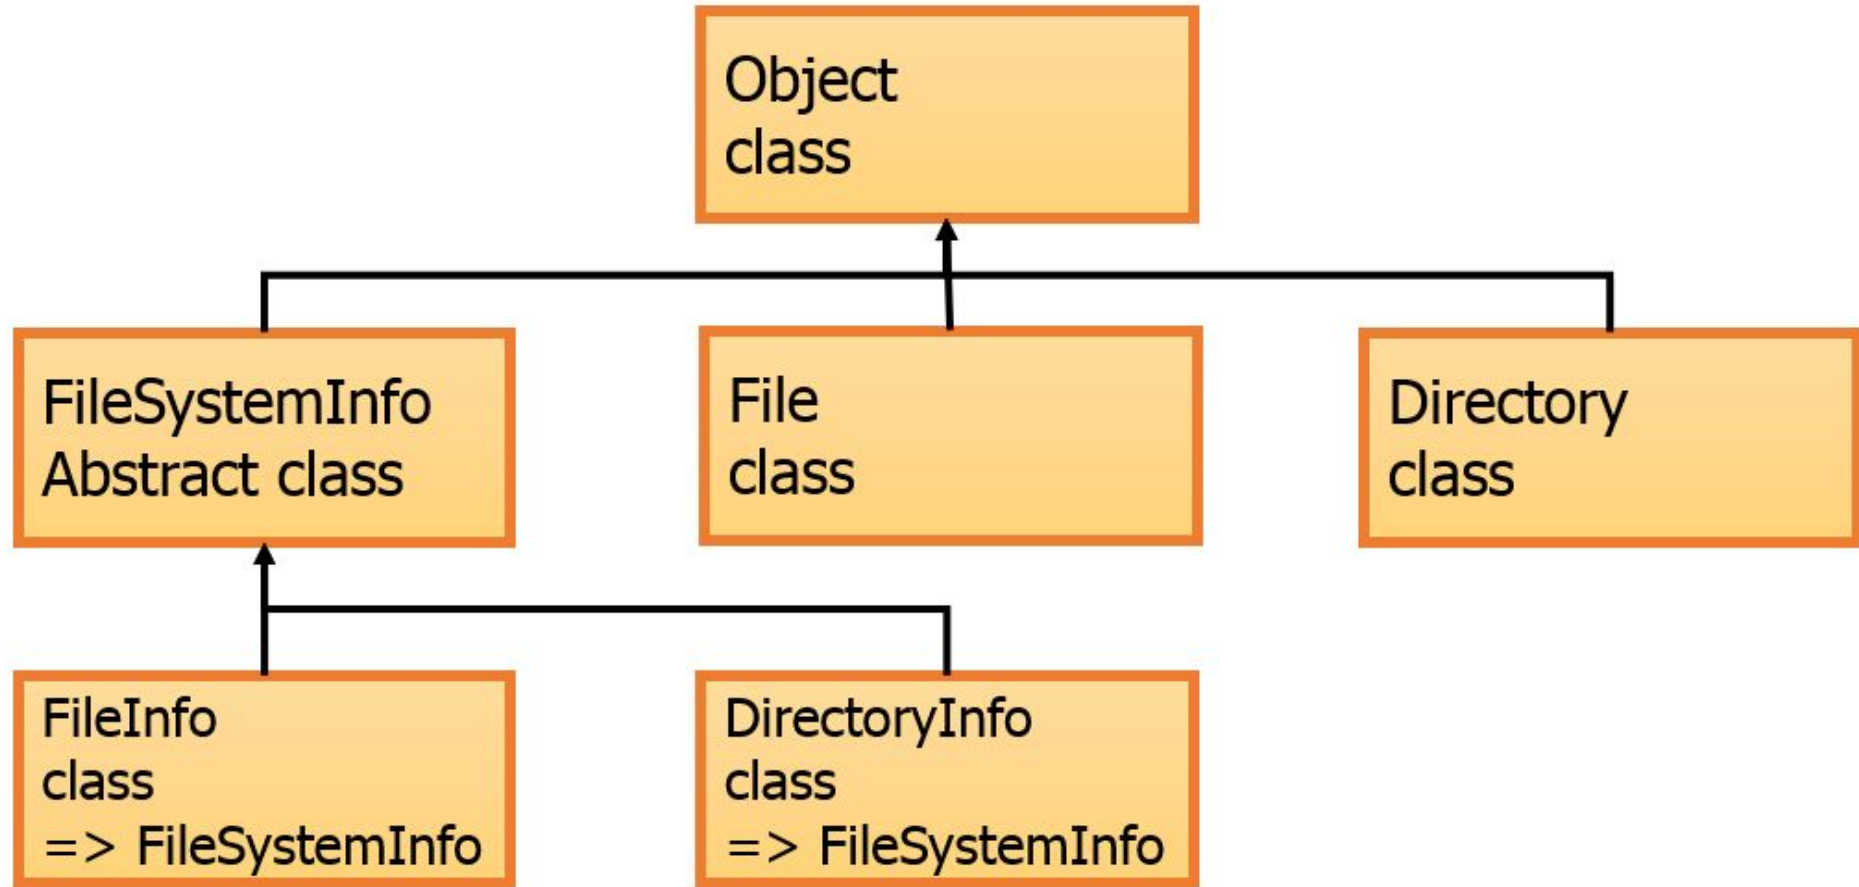 Object
class
FileSystemInfo
Abstract class
File
class
Directory
class
FileInfo
class
=> FileSystemInfo
DirectoryInfo
class
=> FileSystemInfo